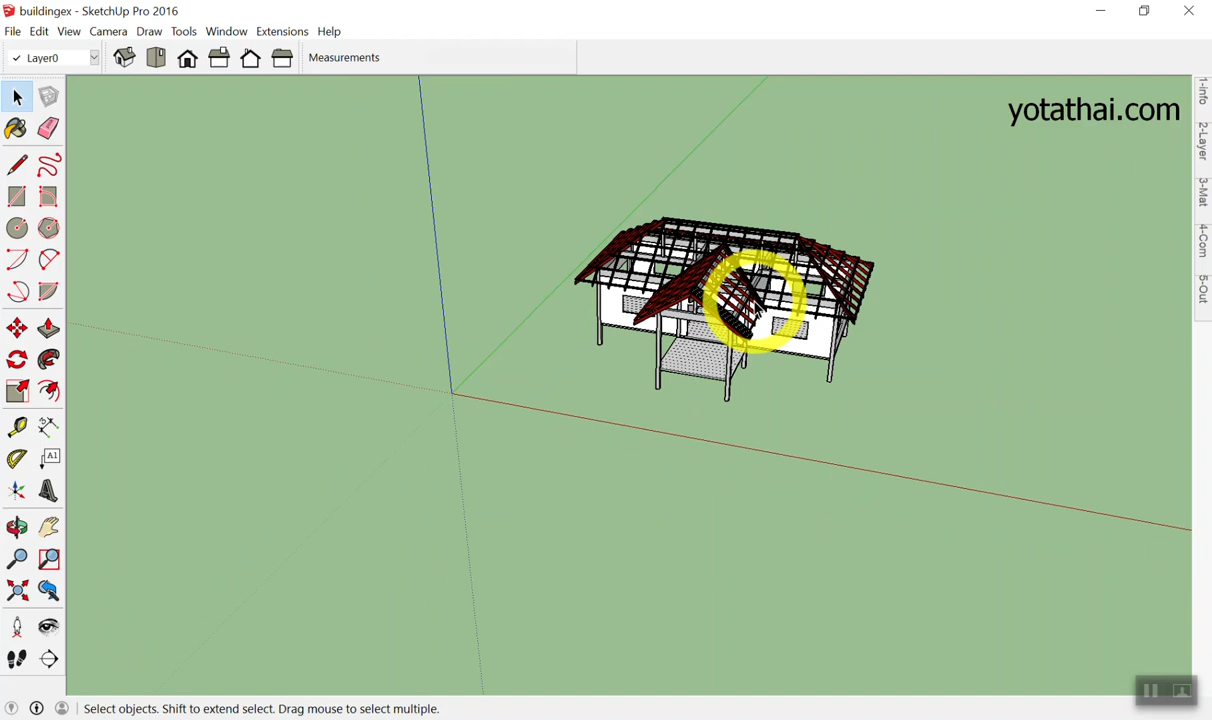 buildingex - SketchUp Pro 2016
File Edit View Camera Draw Tools Window Extensions Help
Layer0
Measurements
yotathai.com
1-Info
2-Layer
3-Mat
4-Com
5-Out
A1
Select objects. Shift to extend select. Drag mouse to select multiple.